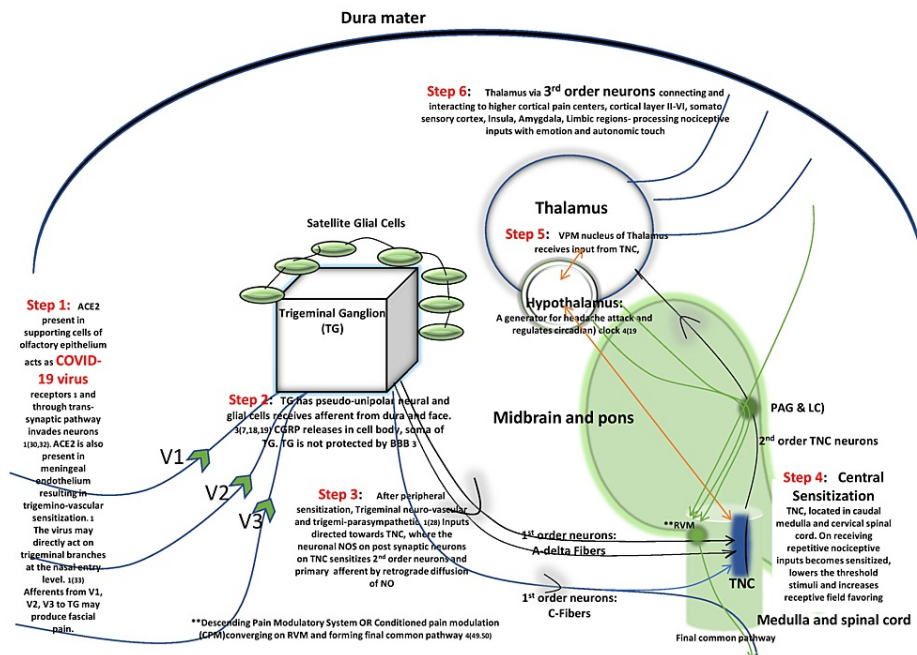 Dura mater
Step 6: Thalamus via 3rd order neurons connecting and
interacting to higher cortical pain centers, cortical layer II-VI, somato
sensory cortex, Insula, Amygdala, Limbic regions- processing nociceptive
inputs with emotion and autonomic touch
Thalamus
Step 5: VPM nucleus of Thalamus
receives input from TNC,
Hypothalamus:
A generator for headache attack and
regulates circadian) clock 4(19
Satellite Glial Cells
Trigeminal Ganglion
(TG)
Step 1: ACE2
present in
supporting cells of
olfactory epithelium
acts as COVID-
19 virus
receptors 1 and
through trans-
synaptic pathway
invades neurons
1(30,32). ACE2 is also
present in
meningeal
endothelium
resulting in
trigemino-vascular
sensitization. 1
The virus may
directly act on
trigeminal branches
at the nasal entry
level. 1(33)
Afferents from V1,
V2, V3 to TG may
produce fascial
pain.
Step 2: TG has pseudo-unipolar neural and
glial cells receives afferent from dura and face.
3(7,18,19) CGRP releases in cell body, soma of
TG. TG is not protected by BBB 3
V1
V2
V3
Step 3: After peripheral
sensitization, Trigeminal neuro-vascular
and trigemi-parasympathetic 1(28) Inputs
directed towards TNC, where the
neuronal NOS on post synaptic neurons
on TNC sensitizes 2nd order neurons and
primary afferent by retrograde diffusion
of NO
Midbrain and pons
PAG & LC)
2nd order TNC neurons
Step 4: Central
Sensitization
TNC, located in caudal
medulla and cervical spinal
cord. On receiving
repetitive nociceptive
inputs becomes sensitized,
lowers the threshold
stimuli and increases
receptive field favoring
**RVM
1st order neurons:
A-delta Fibers
TNC
1st order neurons:
C-Fibers
Medulla and spinal cord
Final common pathway
**Descending Pain Modulatory System OR Conditioned pain modulation
(CPM)converging on RVM and forming final common pathway 4(49.50)